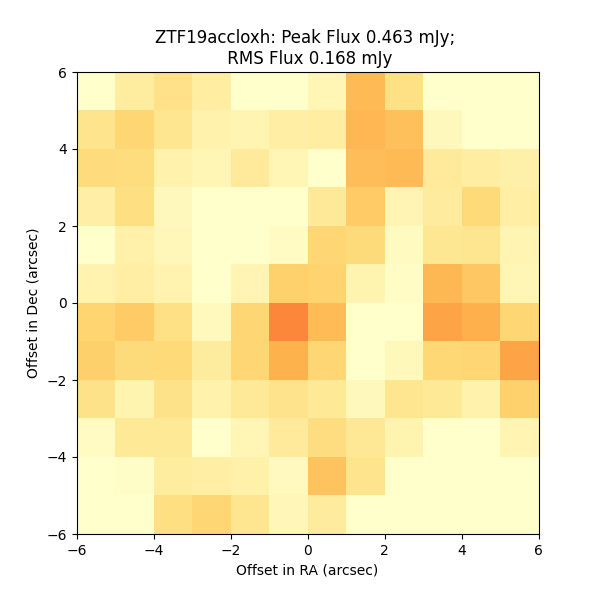 ZTF19accloxh: Peak Flux 0.463 mJy;
RMS Flux 0.168 mJy
6
4
2
0
−2
−4
−6
Offset in Dec (arcsec)
−6 −4 −2 0 2 4 6
Offset in RA (arcsec)